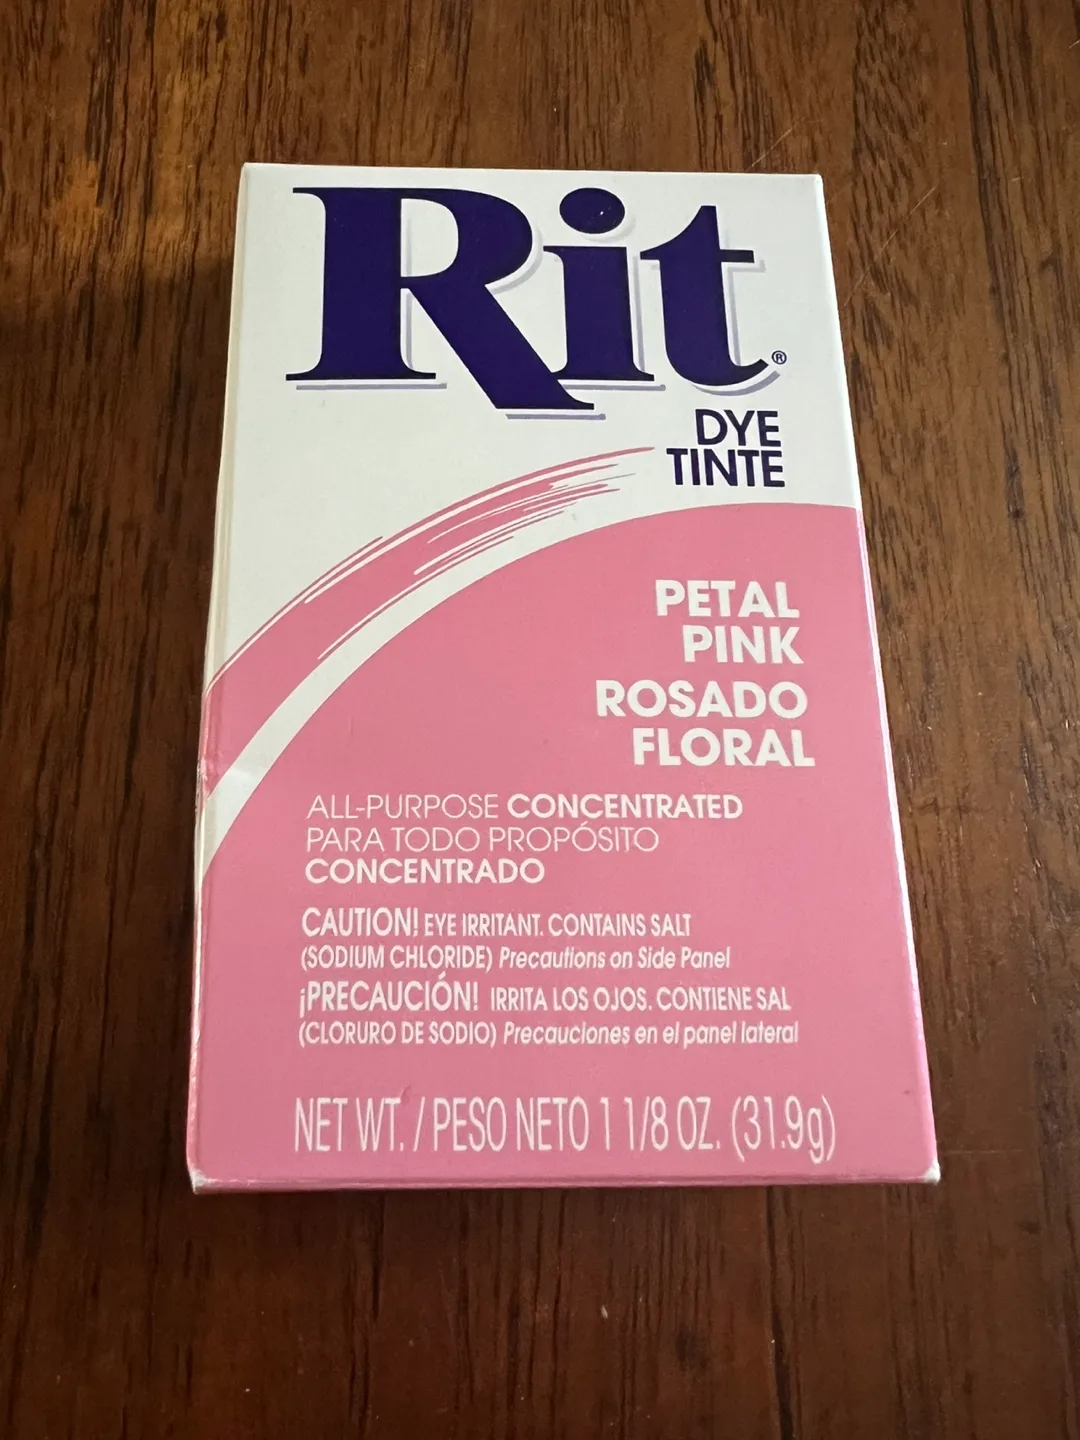 Rit®
DYE
TINTE
PETAL
PINK
ROSADO
FLORAL
ALL-PURPOSE CONCENTRATED
PARA TODO PROPÓSITO
CONCENTRADO
CAUTION! EYE IRRITANT. CONTAINS SALT
(SODIUM CHLORIDE) Precautions on Side Panel
¡PRECAUCIÓN! IRRITA LOS OJOS. CONTIENE SAL
(CLORURO DE SODIO) Precauciones en el panel lateral
NET WT. / PESO NETO 1 1/8 OZ. (31.9g)